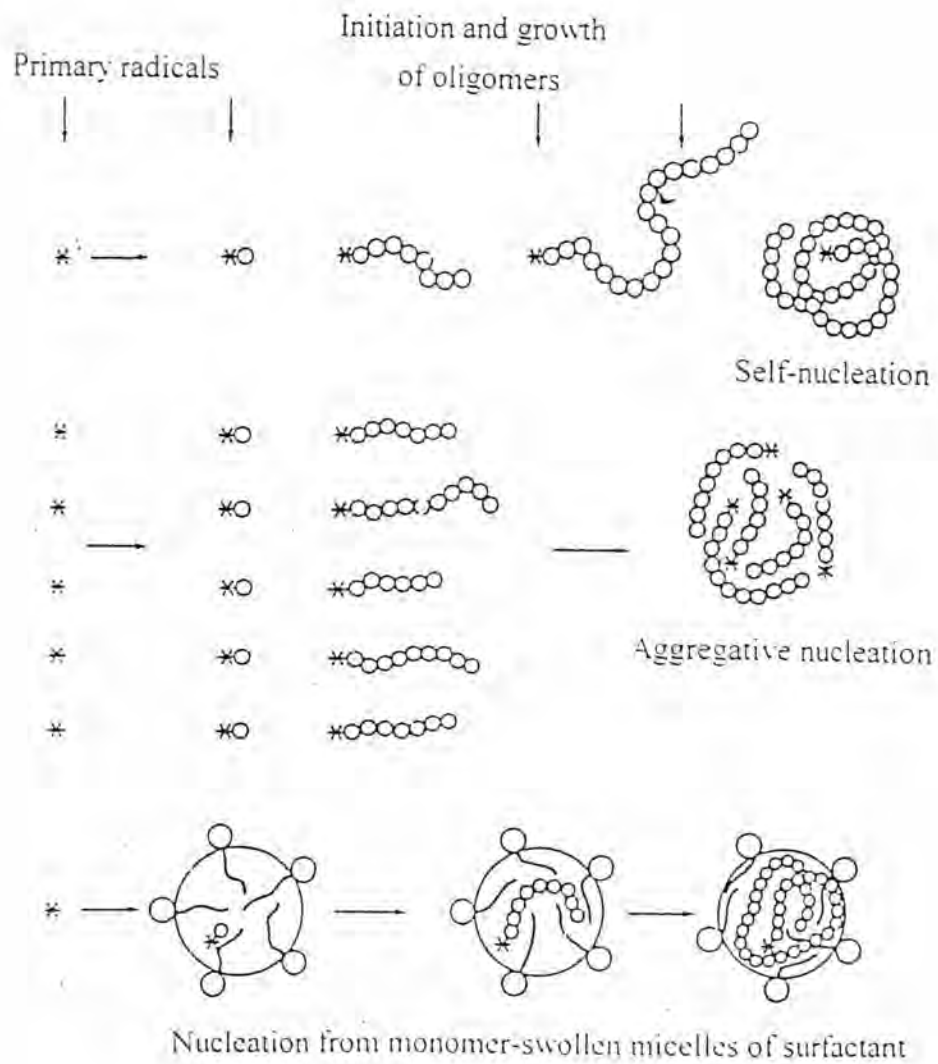 Initiation and growth
of oligomers
Primary radicals
Self-nucleation
Aggregative nucleation
Nucleation from monomer-swollen micelles of surfactant